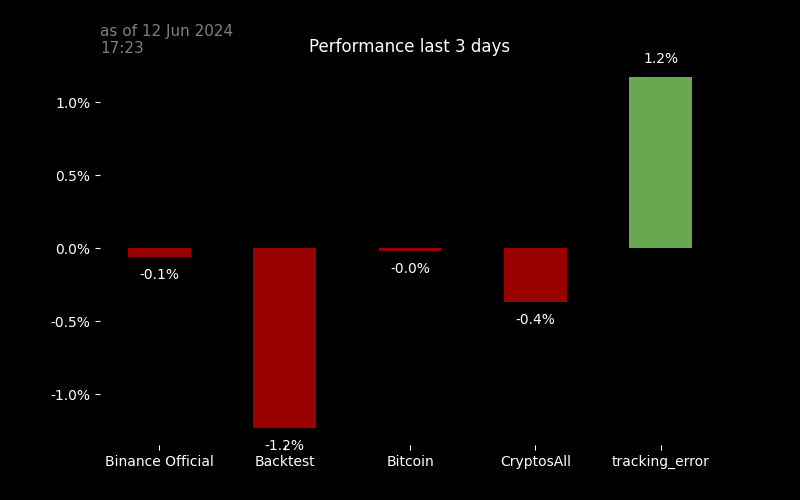 as of 12 Jun 2024
17:23
Performance last 3 days
1.2%
1.0%
0.5%
0.0%
-0.5%
-1.0%
-0.1%
-1.2%
-0.0%
-0.4%
Binance Official
Backtest
Bitcoin
CryptosAll
tracking_error